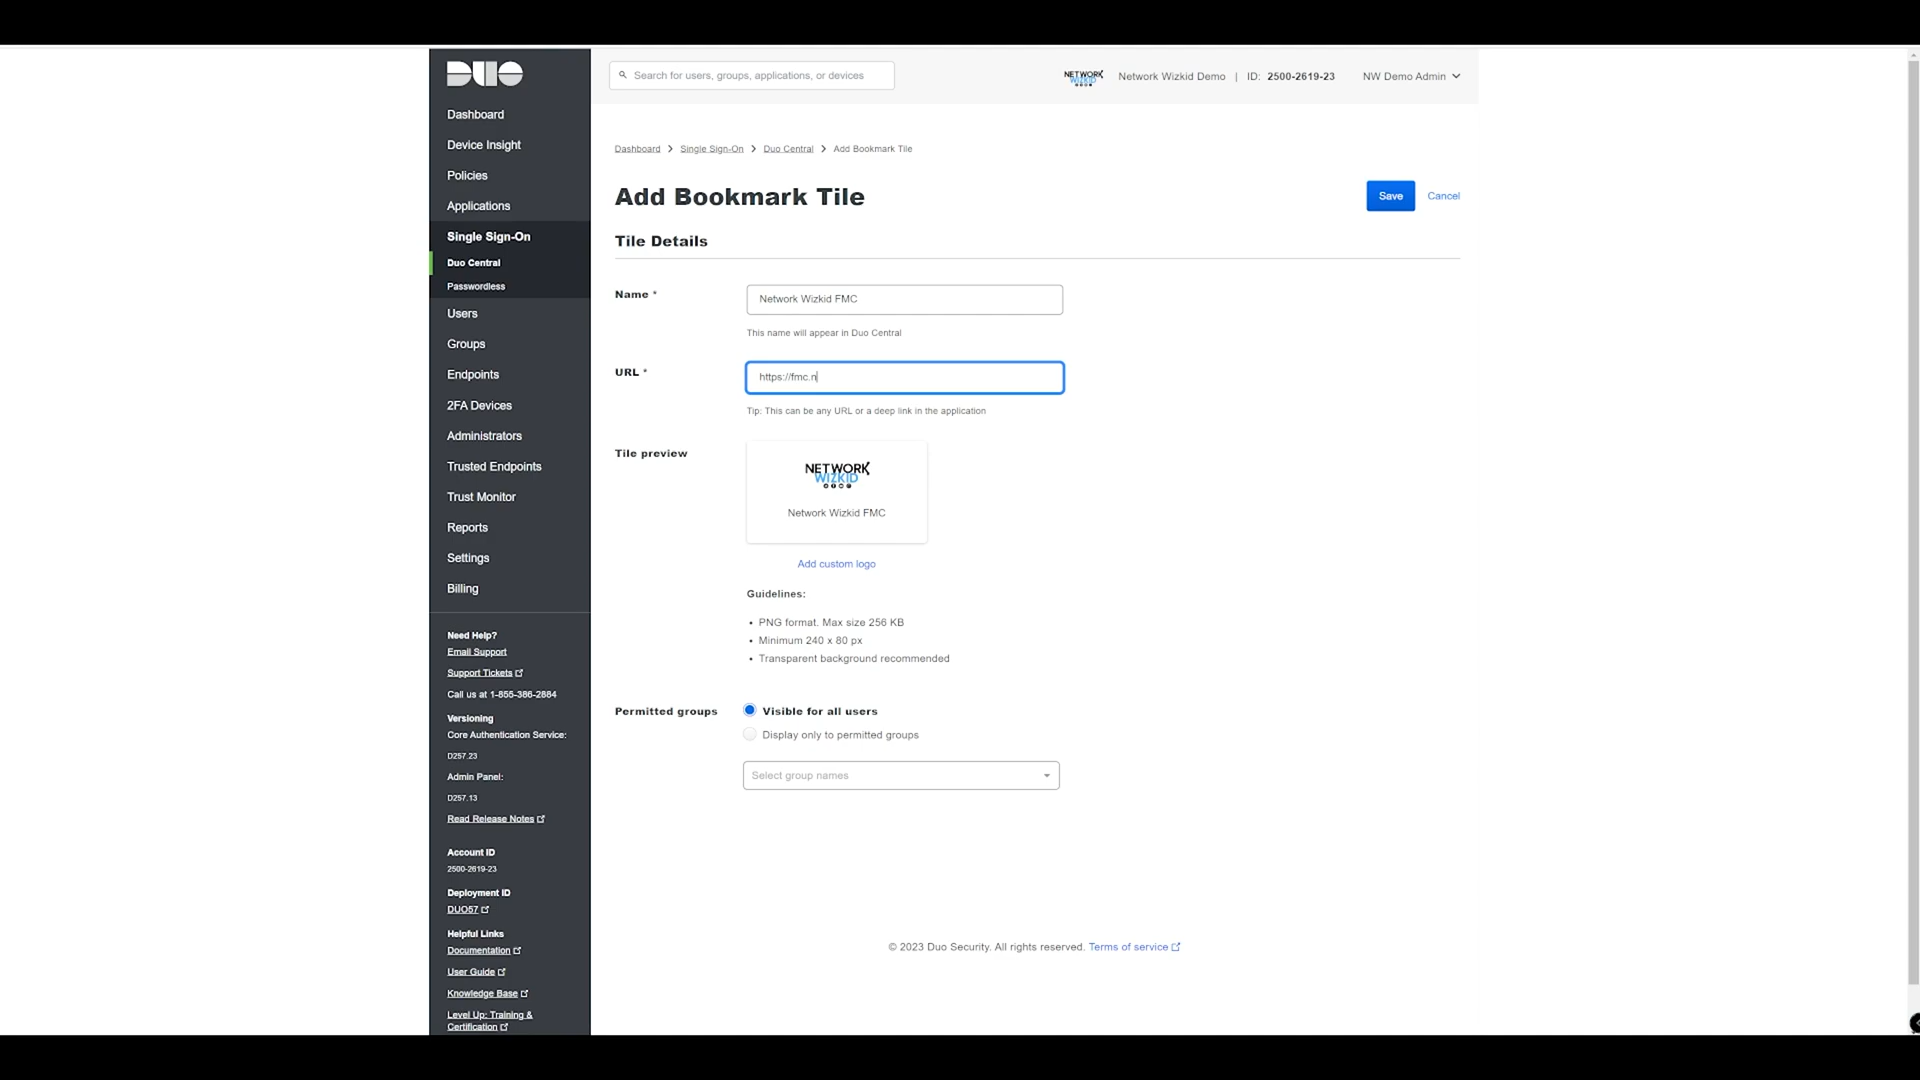 DUO
Search for users, groups, applications, or devices
NETWORK
WIZKID
Network Wizkid Demo | ID: 2500-2619-23
NW Demo Admin
Dashboard
Device Insight
Policies
Applications
Single Sign-On
Duo Central
Passwordless
Users
Groups
Endpoints
2FA Devices
Administrators
Trusted Endpoints
Trust Monitor
Reports
Settings
Billing
Need Help?
Email Support
Support Tickets
Call us at 1-855-386-2884
Versioning
Core Authentication Service:
D257.23
Admin Panel:
D257.13
Read Release Notes
Account ID
2500-2619-23
Deployment ID
DUO57
Helpful Links
Documentation
User Guide
Knowledge Base
Level Up: Training &
Certification
Dashboard > Single Sign-On > Duo Central > Add Bookmark Tile
Add Bookmark Tile
Save
Cancel
Tile Details
Name *
Network Wizkid FMC
This name will appear in Duo Central
URL *
https://fmc.n
Tip: This can be any URL or a deep link in the application
Tile preview
NETWORK
WIZKID
Network Wizkid FMC
Add custom logo
Guidelines:
• PNG format. Max size 256 KB
• Minimum 240 x 80 px
• Transparent background recommended
Permitted groups
Visible for all users
Display only to permitted groups
Select group names
© 2023 Duo Security. All rights reserved. Terms of service